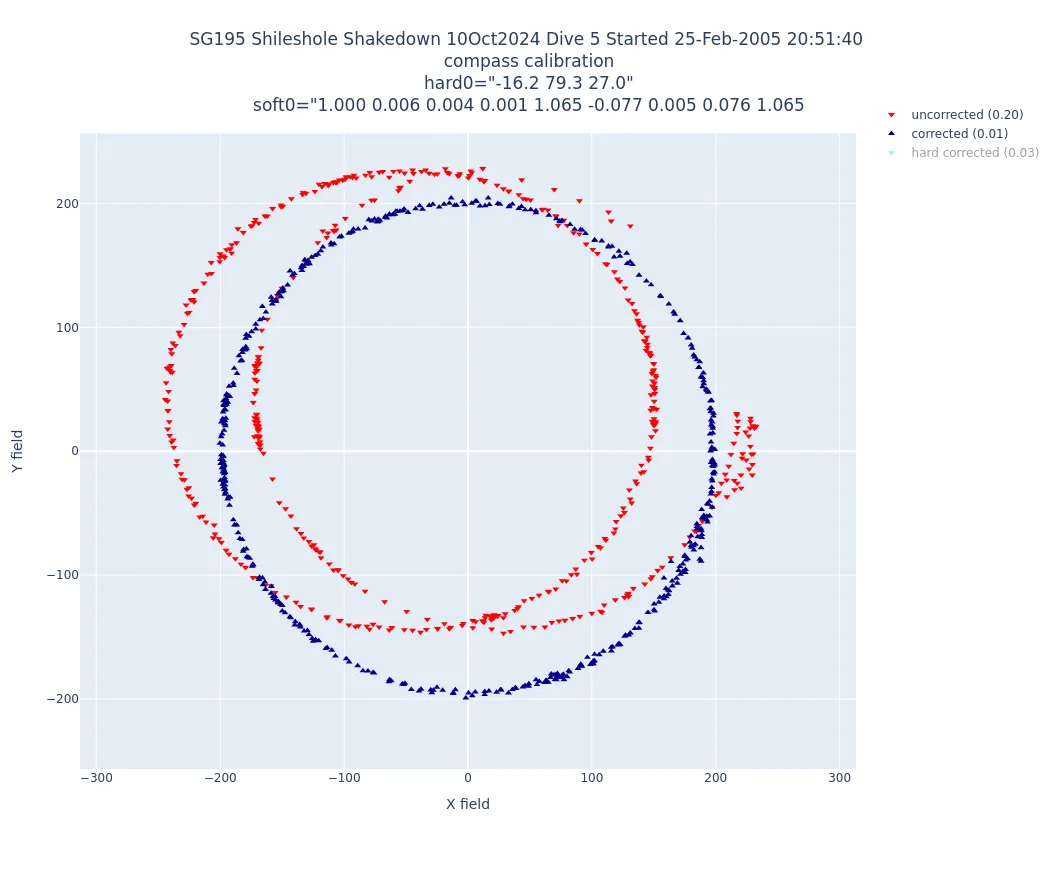 SG195 Shileshole Shakedown 10Oct2024 Dive 5 Started 25-Feb-2005 20:51:40
compass calibration
hard0="-16.2 79.3 27.0"
soft0="1.000 0.006 0.004 0.001 1.065 -0.077 0.005 0.076 1.065
uncorrected (0.20)
corrected (0.01)
hard corrected (0.03)
200
100
0
−100
−200
Y field
−300 −200 −100 0 100 200 300
X field